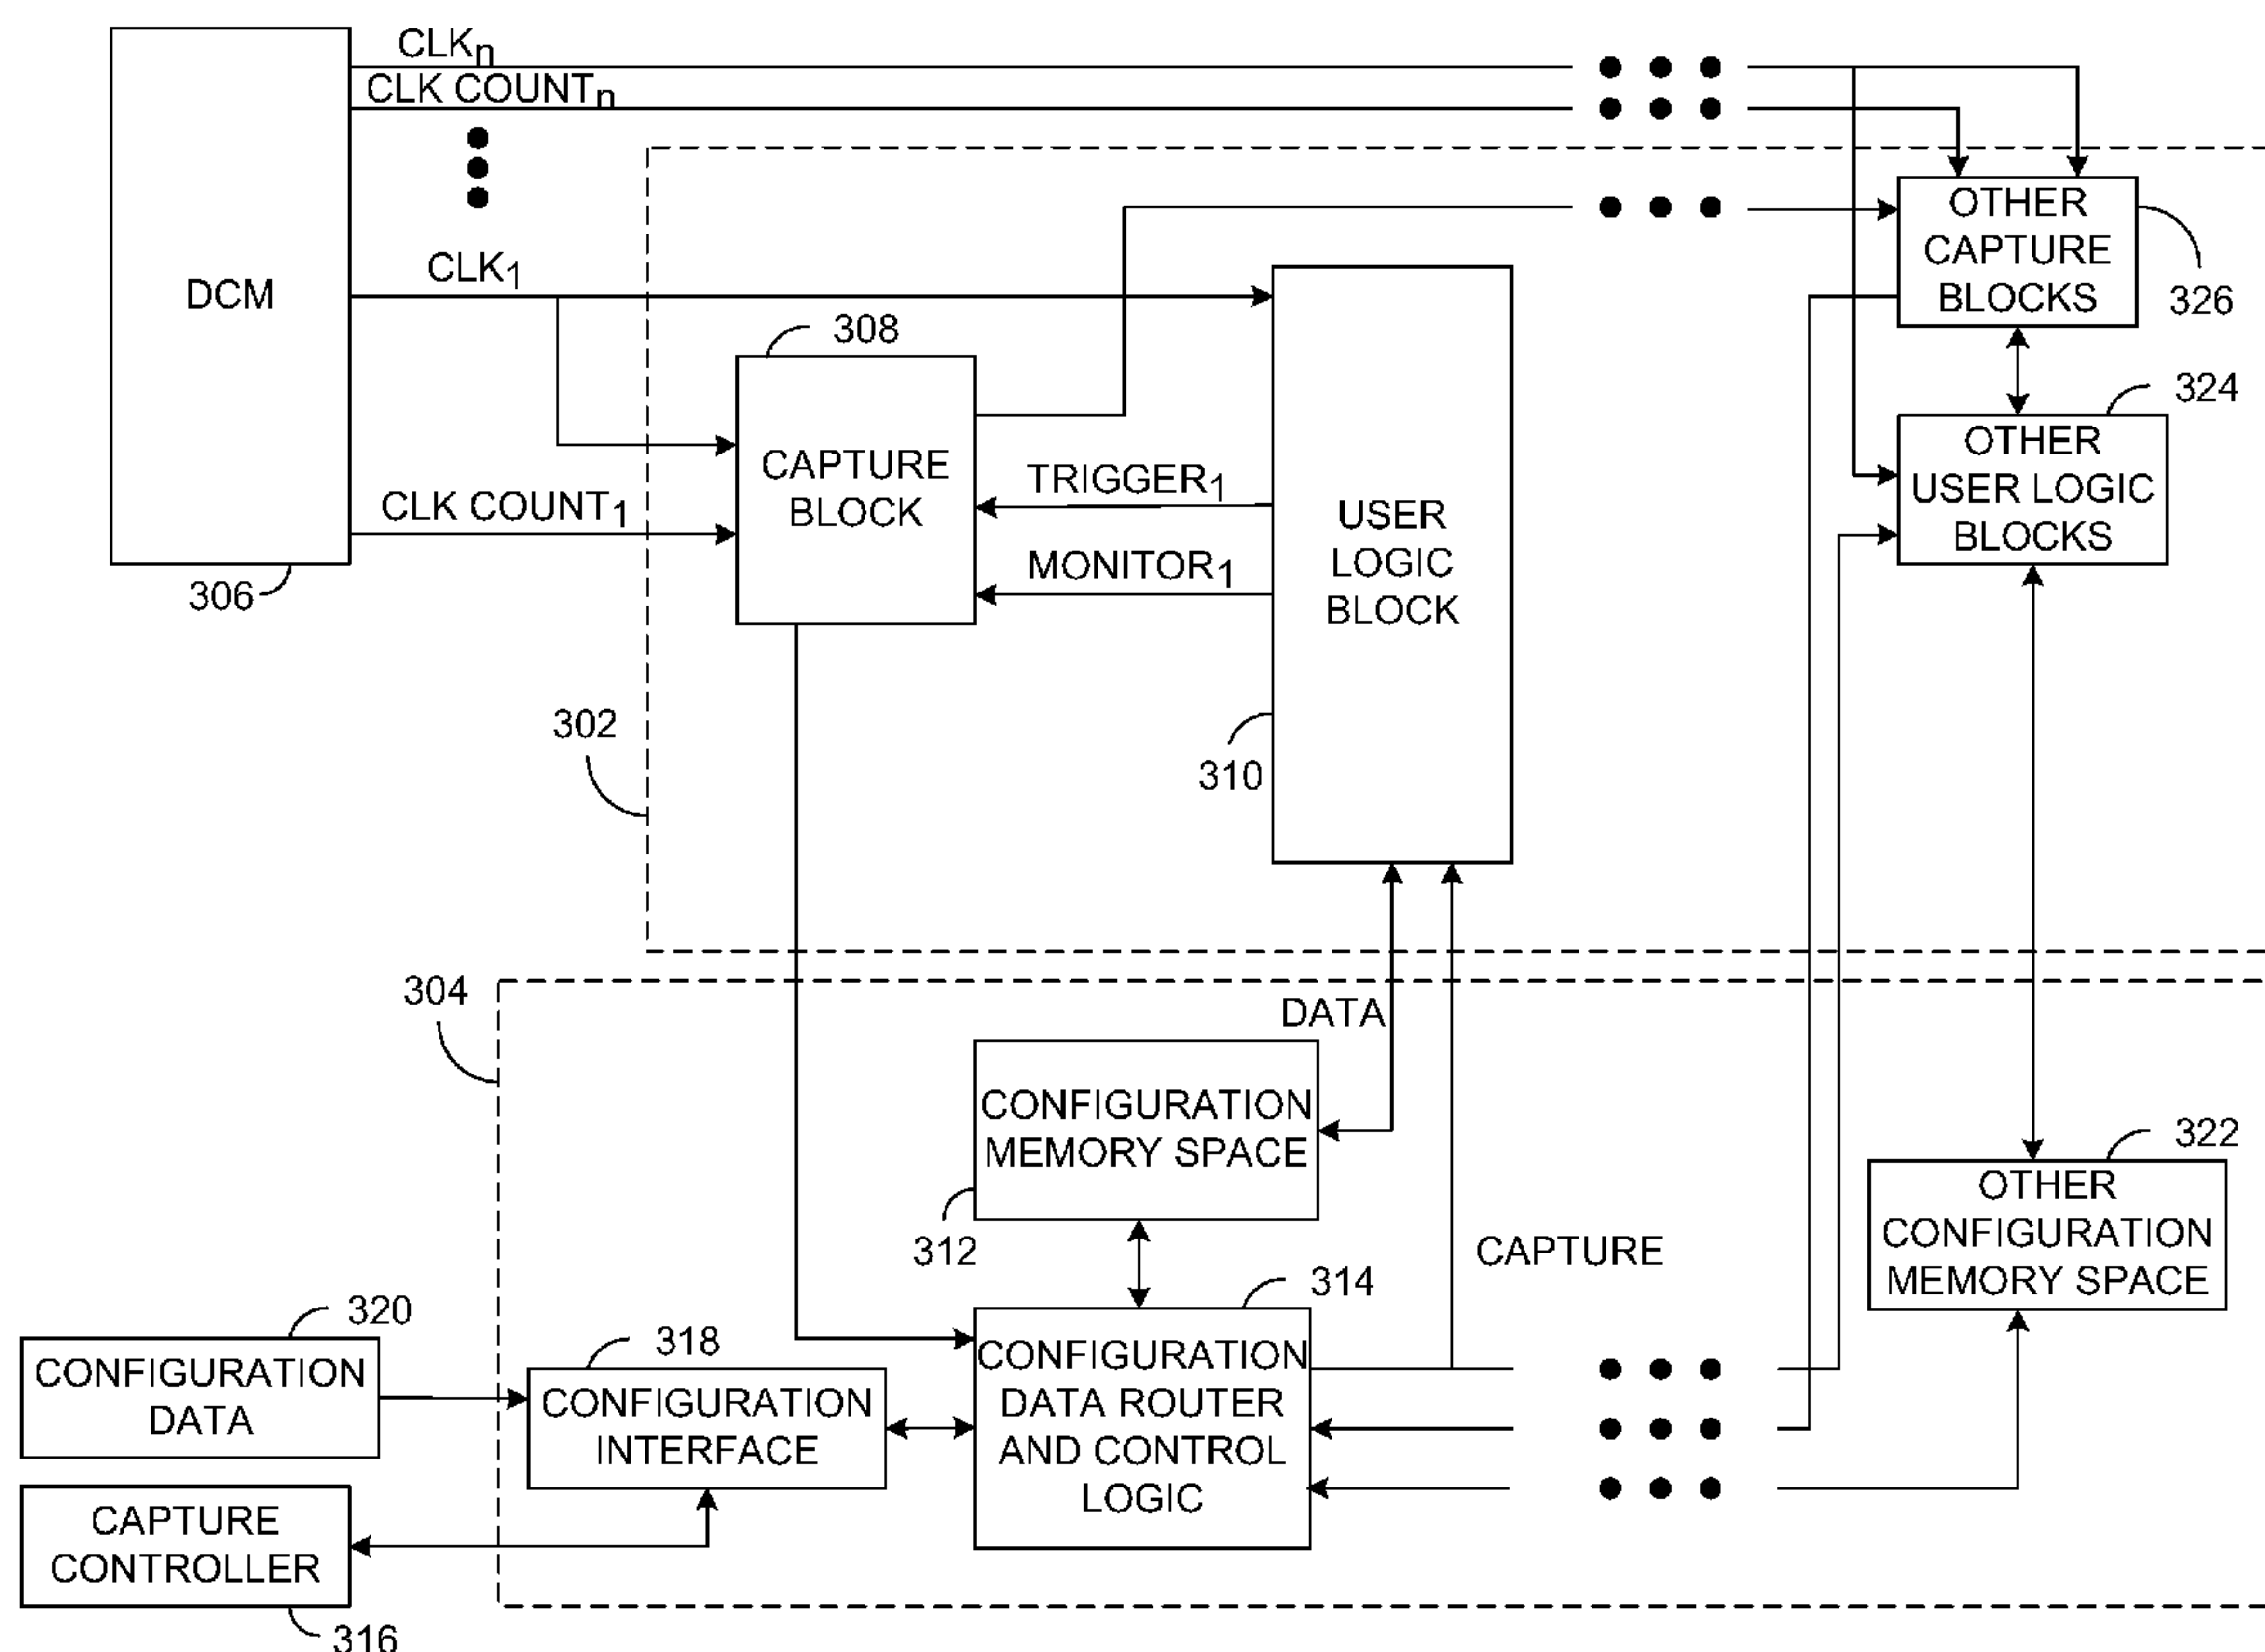 CLKn
CLK COUNTn
DCM
CLK1
CLK COUNT1
306
308
CAPTURE
BLOCK
TRIGGER1
MONITOR1
USER
LOGIC
BLOCK
310
302
OTHER
CAPTURE
BLOCKS
326
324
OTHER
USER LOGIC
BLOCKS
304
DATA
CONFIGURATION
MEMORY SPACE
312
CAPTURE
322
OTHER
CONFIGURATION
MEMORY SPACE
314
CONFIGURATION
DATA ROUTER
AND CONTROL
LOGIC
318
CONFIGURATION
INTERFACE
320
CONFIGURATION
DATA
CAPTURE
CONTROLLER
316